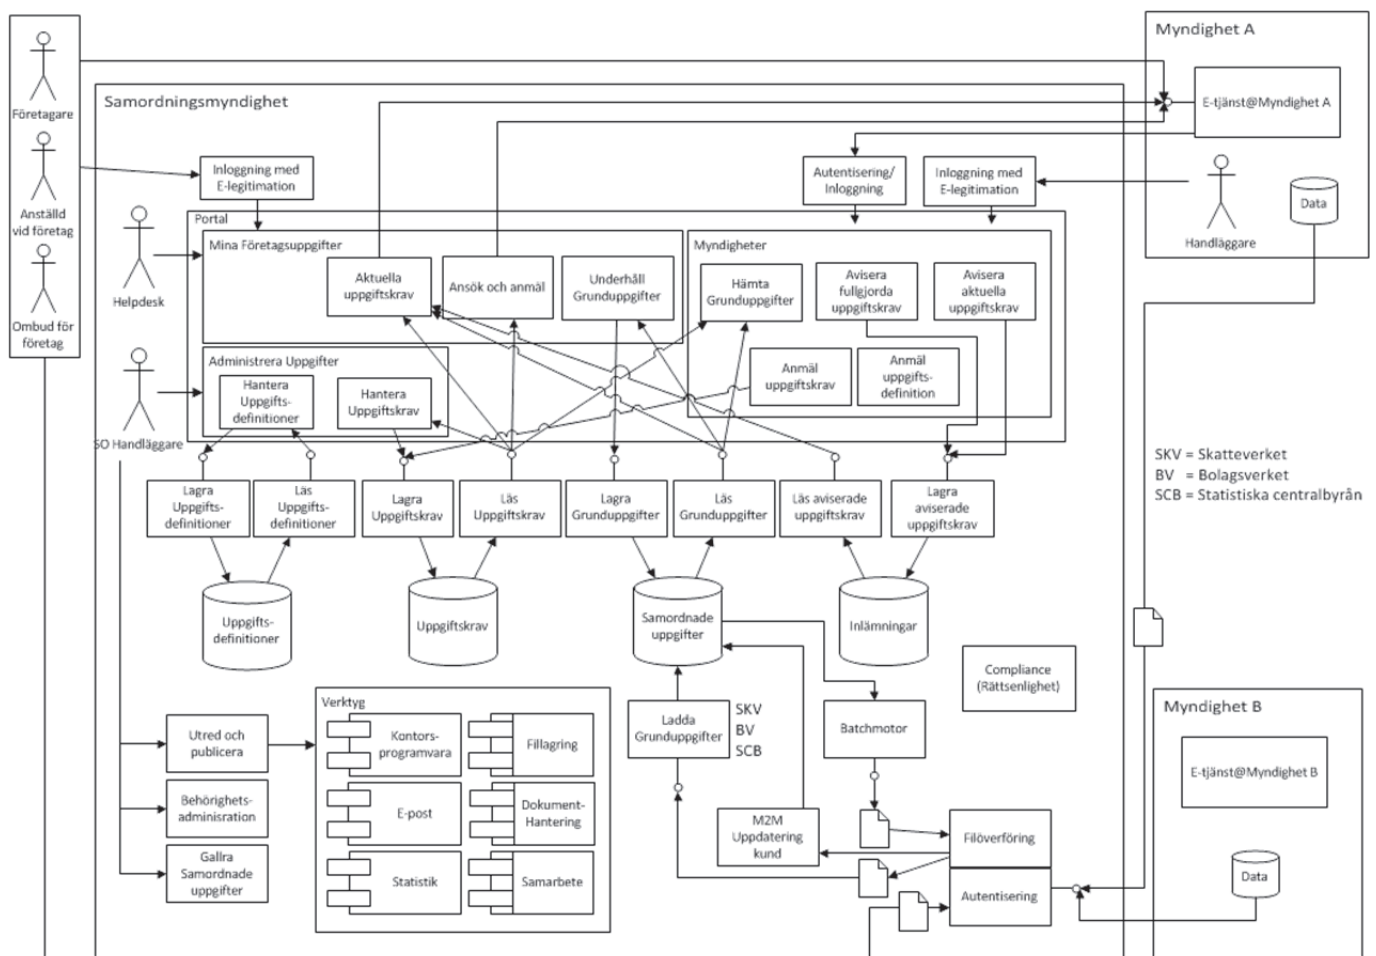 Myndighet A
E-tjänst@Myndighet A
Samordningsmyndighet
Företagare
Anställd
vid företag
Ombud för
företag
Inloggning med
E-legitimation
Autentisering/
Inloggning
Inloggning med
E-legitimation
Data
Handläggare
Helpdesk
SO Handläggare
Portal
Mina Företagsuppgifter
Aktuella
uppgiftskrav
Ansök och anmäl
Underhåll
Grunduppgifter
Myndigheter
Hämta
Grunduppgifter
Avisera
fullgjorda
uppgiftskrav
Avisera
aktuella
uppgiftskrav
Anmäl
uppgiftskrav
Anmäl
uppgifts-
definition
Administrera Uppgifter
Hantera
Uppgifts-
definitioner
Hantera
Uppgiftskrav
Lagra
Uppgifts-
definitioner
Läs
Uppgifts-
definitioner
Lagra
Uppgiftskrav
Läs
Uppgiftskrav
Lagra
Grunduppgifter
Läs
Grunduppgifter
Läs aviserade
uppgiftskrav
Lagra
aviserade
uppgiftskrav
SKV = Skatteverket
BV = Bolagsverket
SCB = Statistiska centralbyrån
Uppgifts-
definitioner
Uppgiftskrav
Samordnade
uppgifter
Inlämningar
Compliance
(Rättsenlighet)
Utred och
publicera
Behörighets-
adminisration
Gallra
Samordnade
uppgifter
Verktyg
Kontors-
programvara
Fillagring
E-post
Dokument-
Hantering
Statistik
Samarbete
Ladda
Grunduppgifter
SKV
BV
SCB
Batchmotor
M2M
Uppdatering
kund
Filöverföring
Autentisering
Myndighet B
E-tjänst@Myndighet B
Data